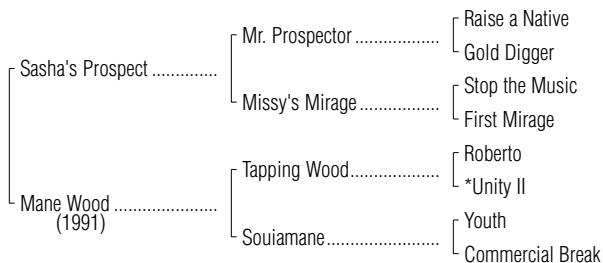 Raise a Native
Mr. Prospector ..................
Gold Digger
Sasha's Prospect ..............
Stop the Music
Missy's Mirage .................
First Mirage
Roberto
Tapping Wood...................
*Unity II
Mane Wood ......................
(1991)
Youth
Souiamane........................
Commercial Break